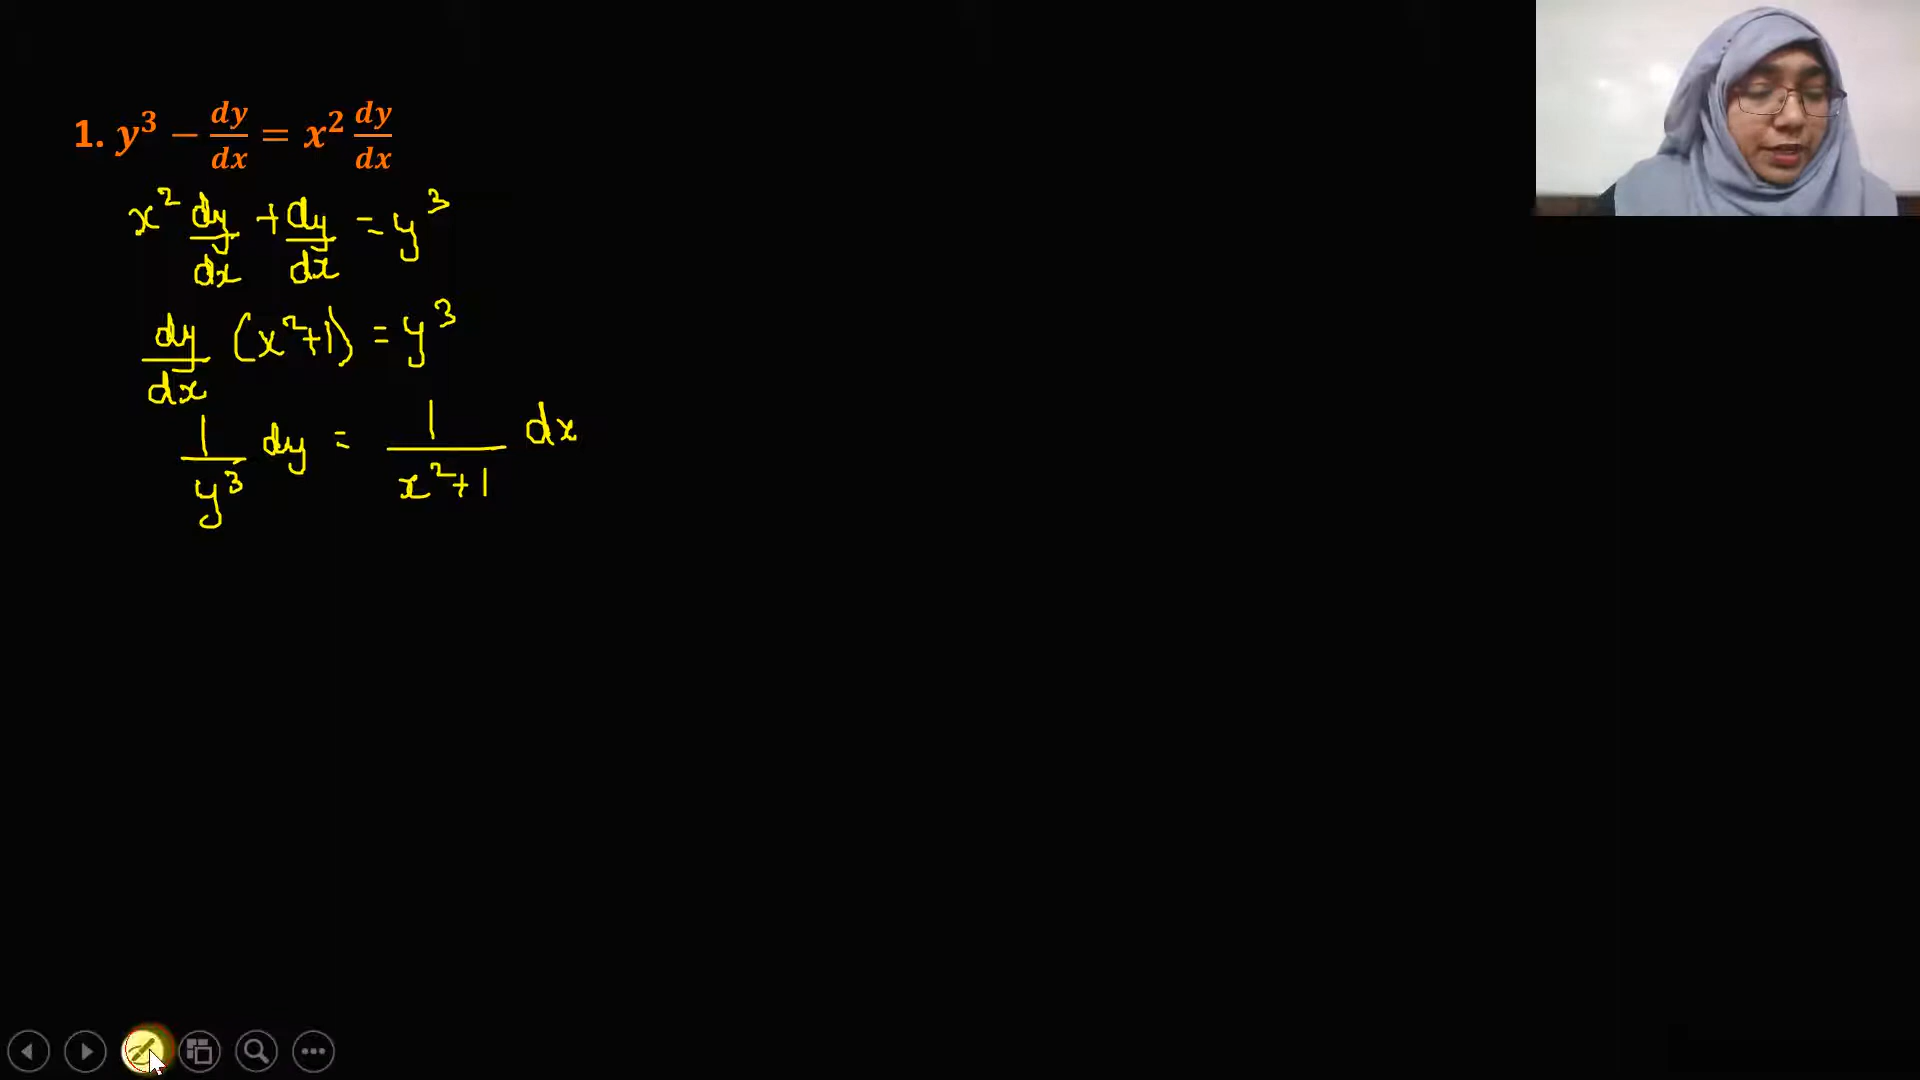 1. y³ − dy/dx = x² dy/dx
x² dy/dx + dy/dx = y³
dy/dx (x²+1) = y³
1/y³ dy = 1/x²+1 dx